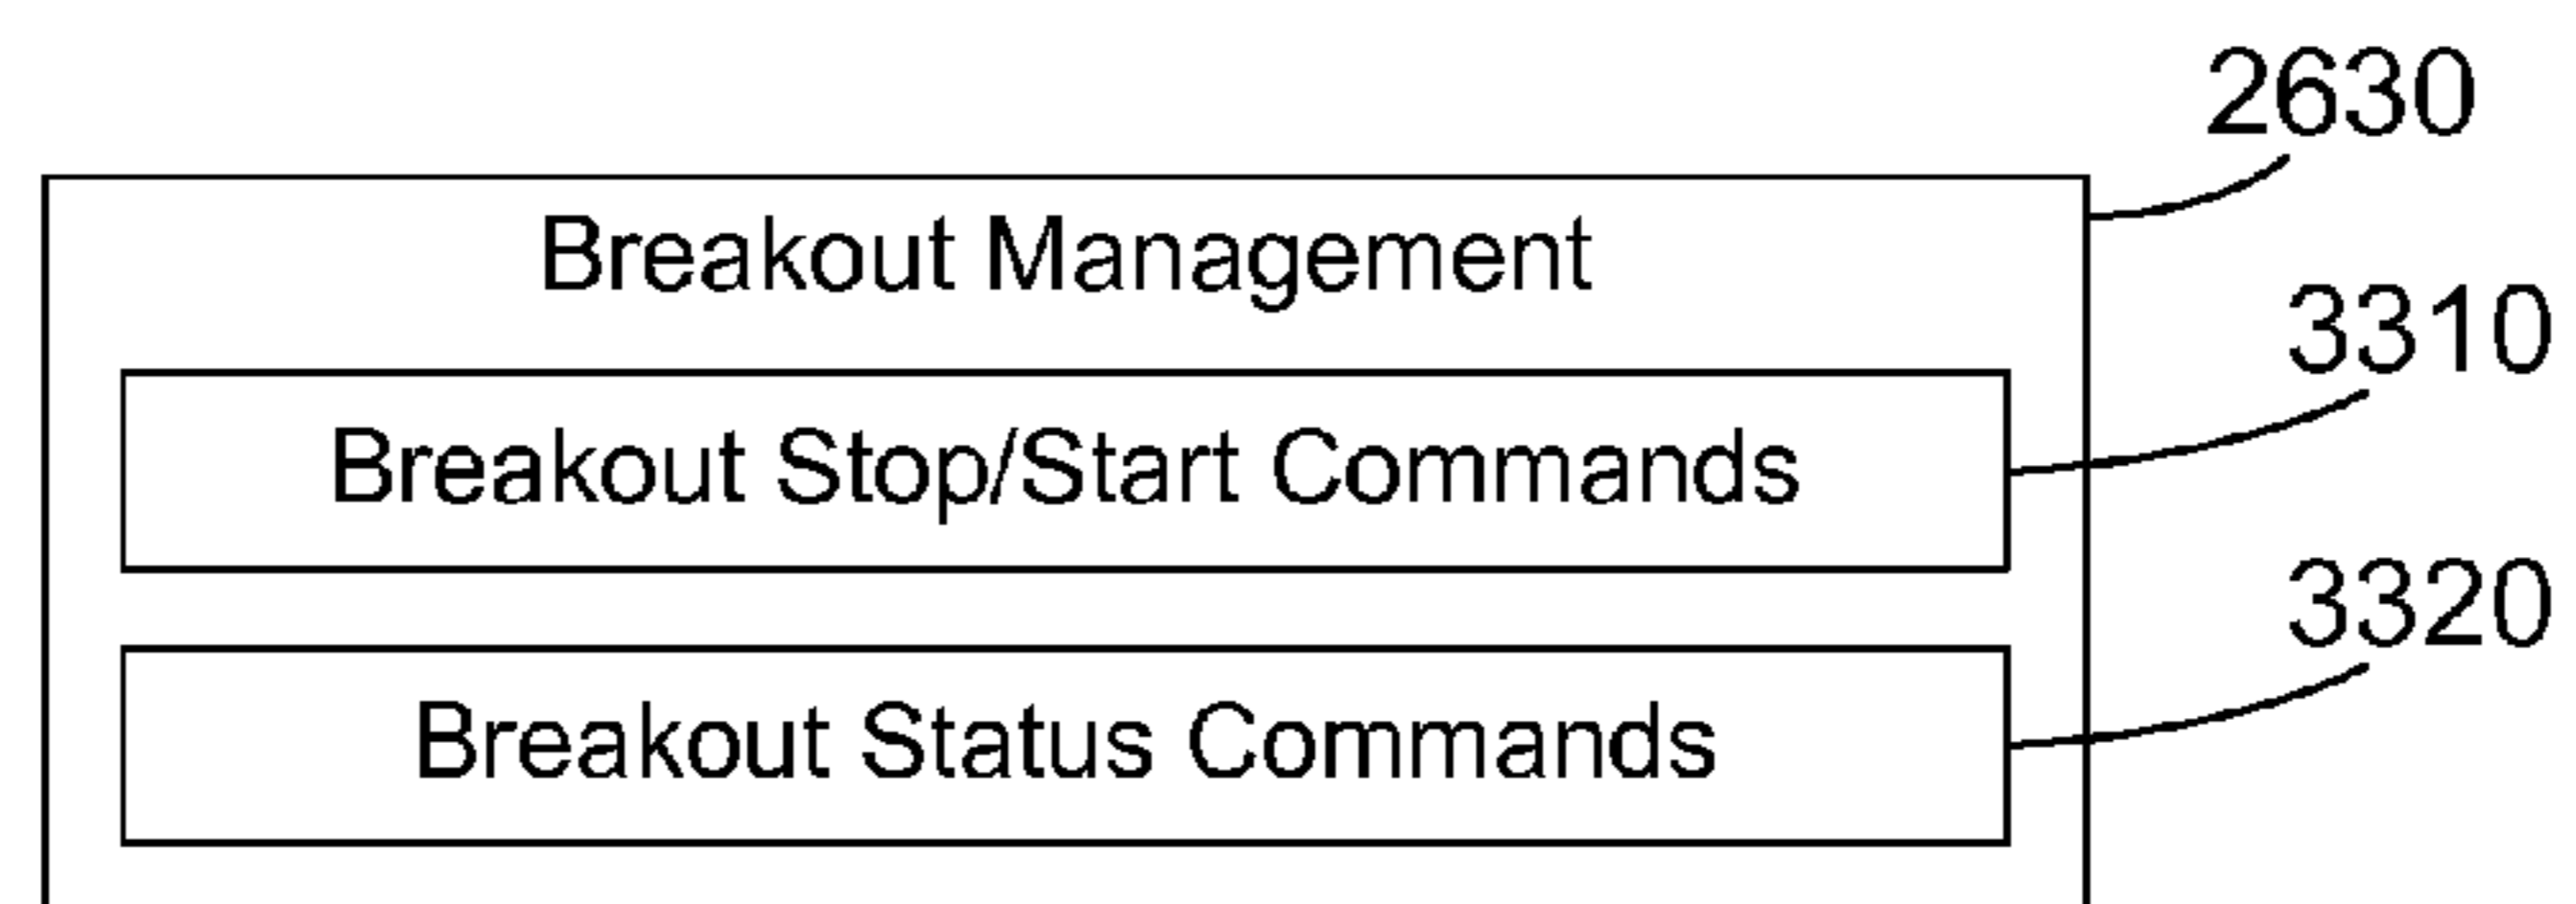 2630
Breakout Management
3310
Breakout Stop/Start Commands
3320
Breakout Status Commands